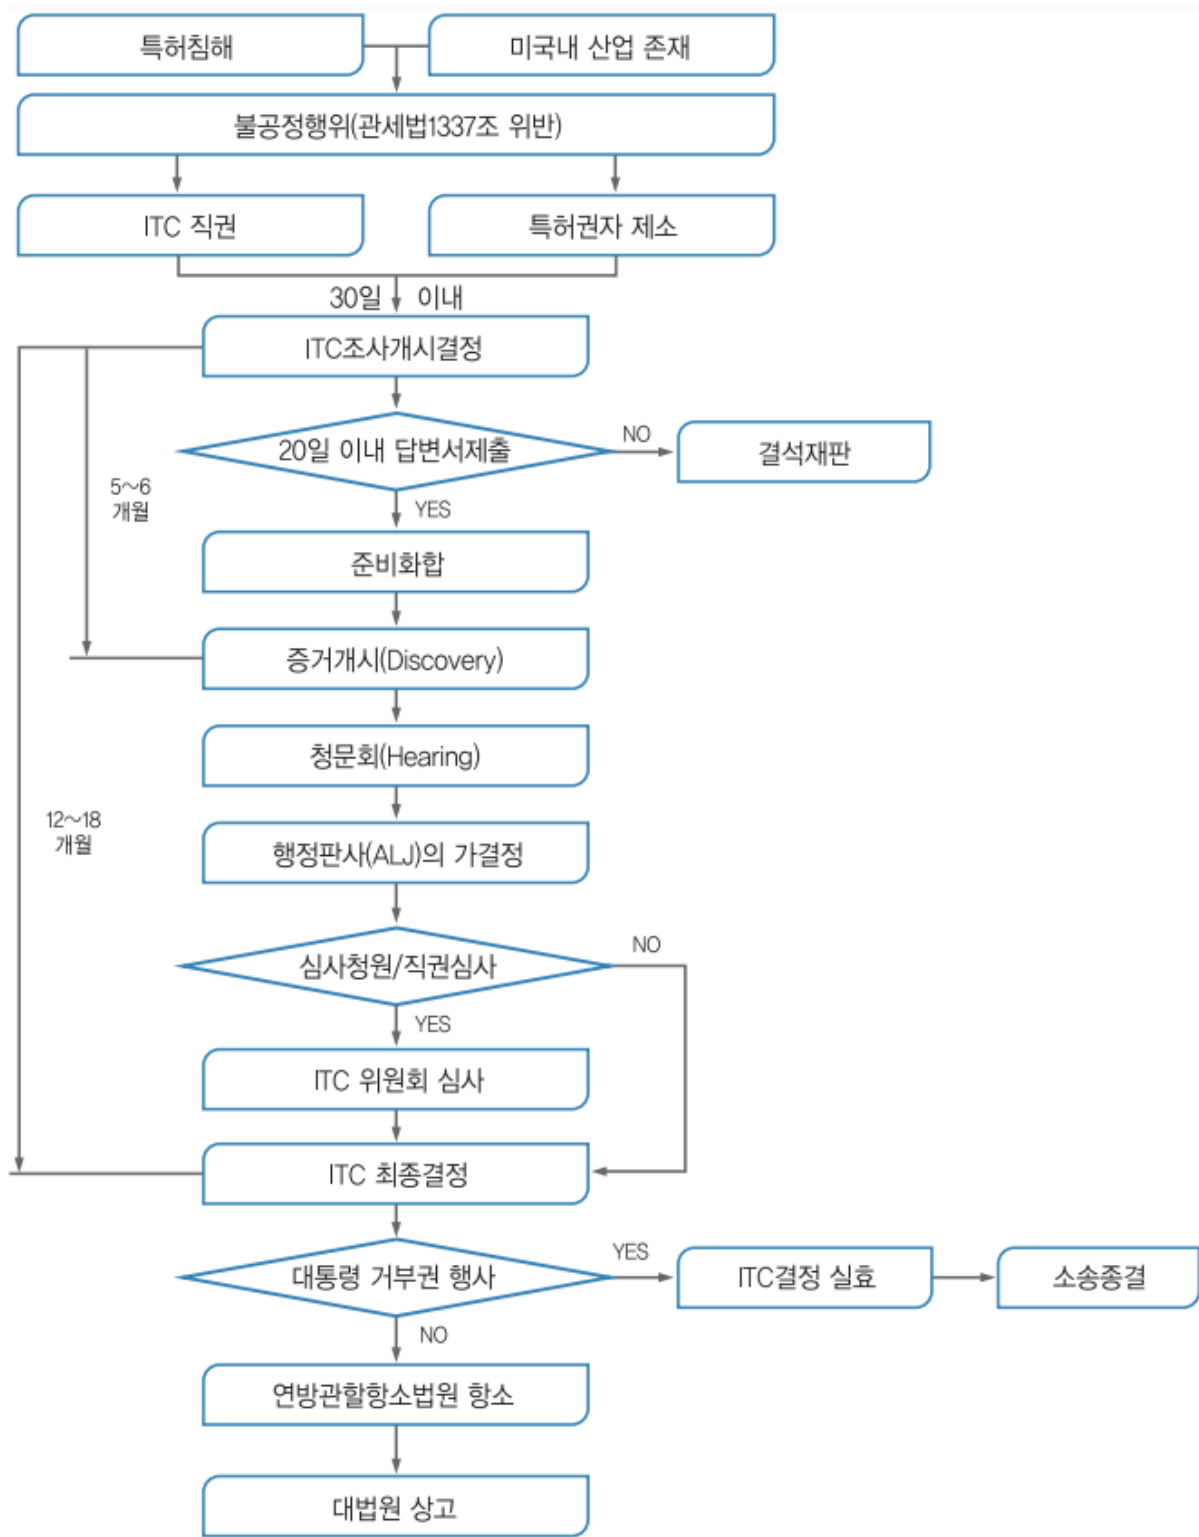 특허침해
미국내 산업 존재
불공정행위(관세법1337조 위반)
ITC 직권
특허권자 제소
30일 이내
ITC조사개시결정
20일 이내 답변서제출
NO
결석재판
5~6
개월
YES
준비화합
증거개시(Discovery)
청문회(Hearing)
12~18
개월
행정판사(ALJ)의 가결정
심사청원/직권심사
NO
YES
ITC 위원회 심사
ITC 최종결정
대통령 거부권 행사
YES
ITC결정 실효
소송종결
NO
연방관할항소법원 항소
대법원 상고